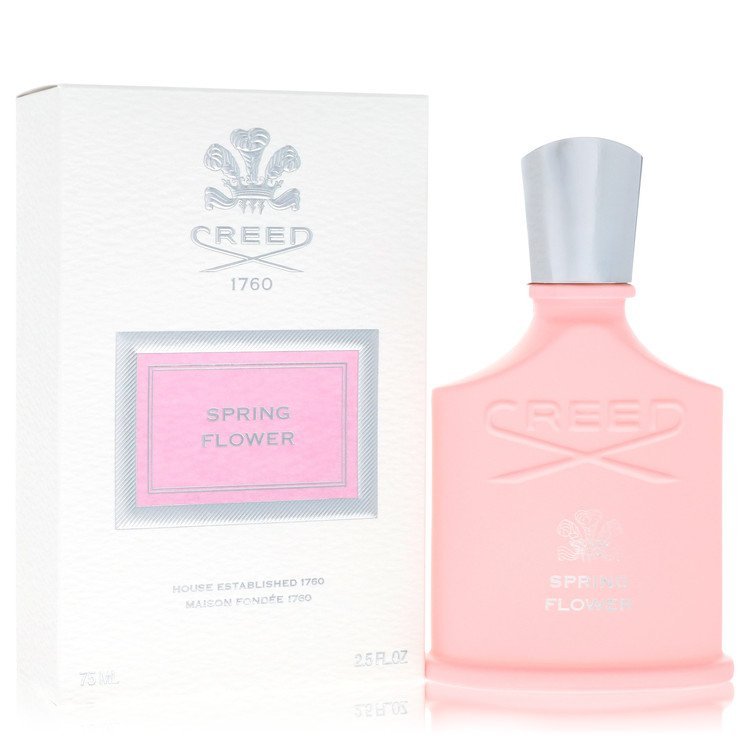 CREED
1760
SPRING
FLOWER
HOUSE ESTABLISHED 1760
MAISON FONDÉE 1760
75 ML
2.5 FL.OZ
CREED
SPRING
FLOWER